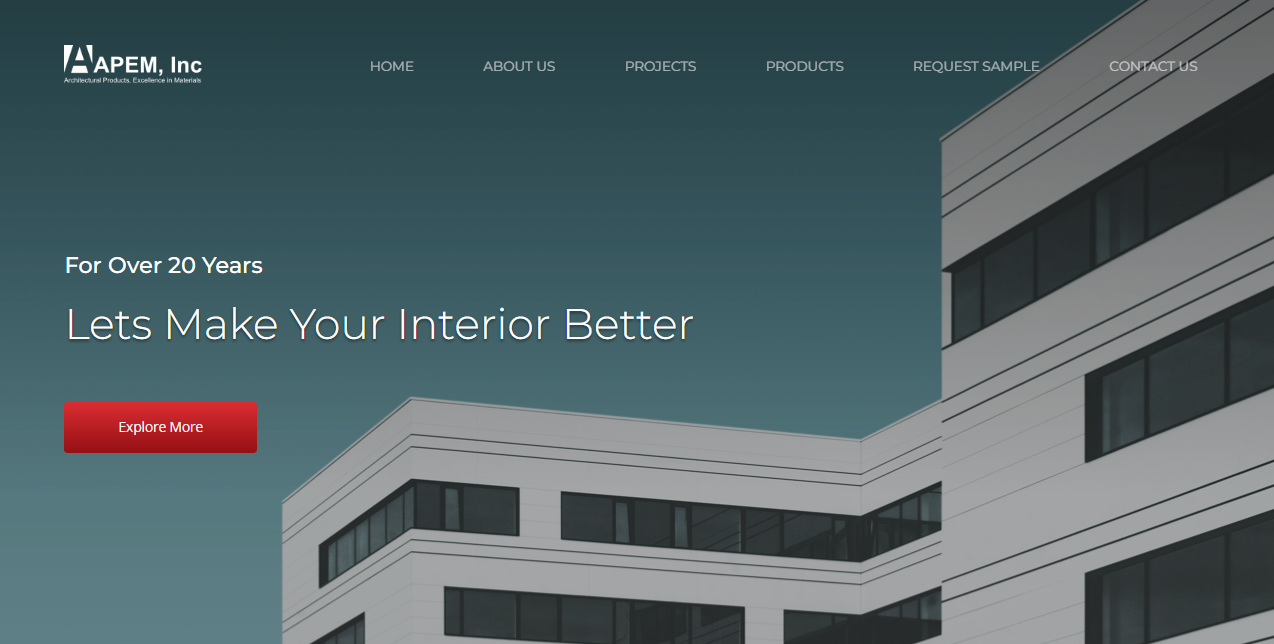 APEM, Inc
Architectural Products, Excellence in Materials
HOME
ABOUT US
PROJECTS
PRODUCTS
REQUEST SAMPLE
CONTACT US
For Over 20 Years
Lets Make Your Interior Better
Explore More